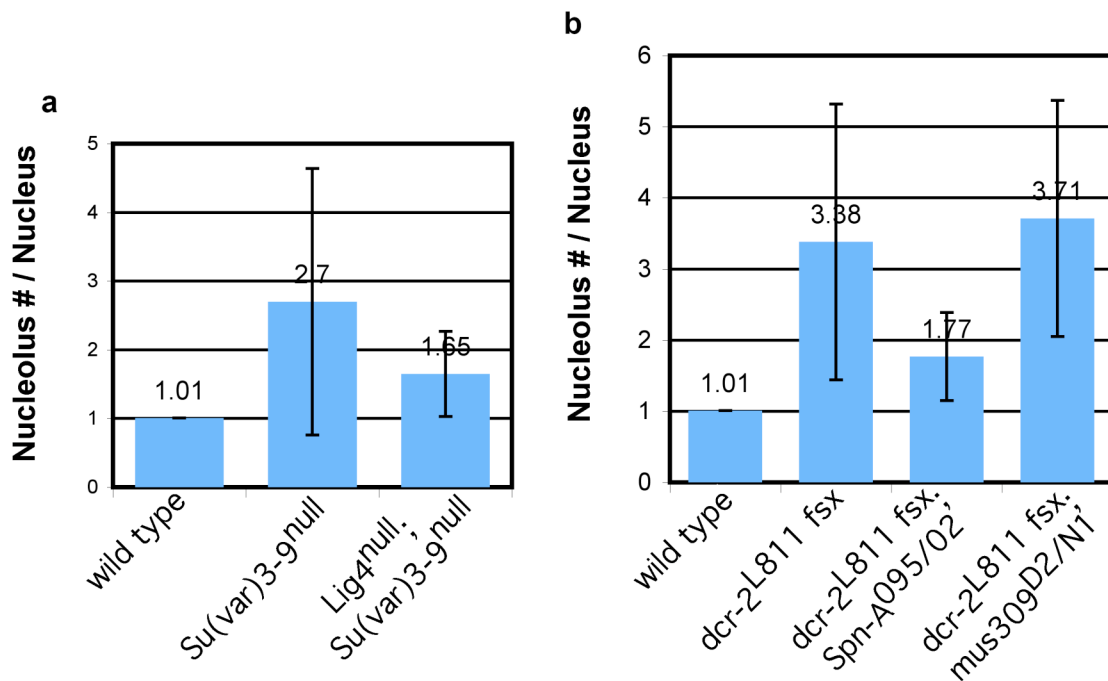 a
Nucleolus # / Nucleus
5
4
3
2
1
0
1.01
2.7
1.65
wild type
Su(var)3-9null
Lig4null;
Su(var)3-9null
b
Nucleolus # / Nucleus
6
5
4
3
2
1
0
1.01
3.38
1.77
3.71
wild type
dcr-2L811 fsx
dcr-2L811 fsx;
Spn-A095/02
dcr-2L811 fsx;
mus309D2/N1